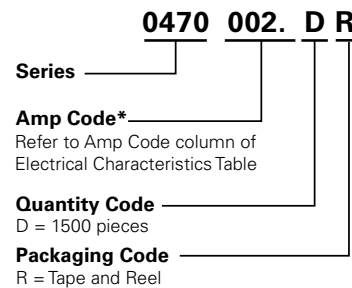 0470 002. D R
Series
Amp Code*
Refer to Amp Code column of
Electrical Characteristics Table
Quantity Code
D = 1500 pieces
Packaging Code
R = Tape and Reel